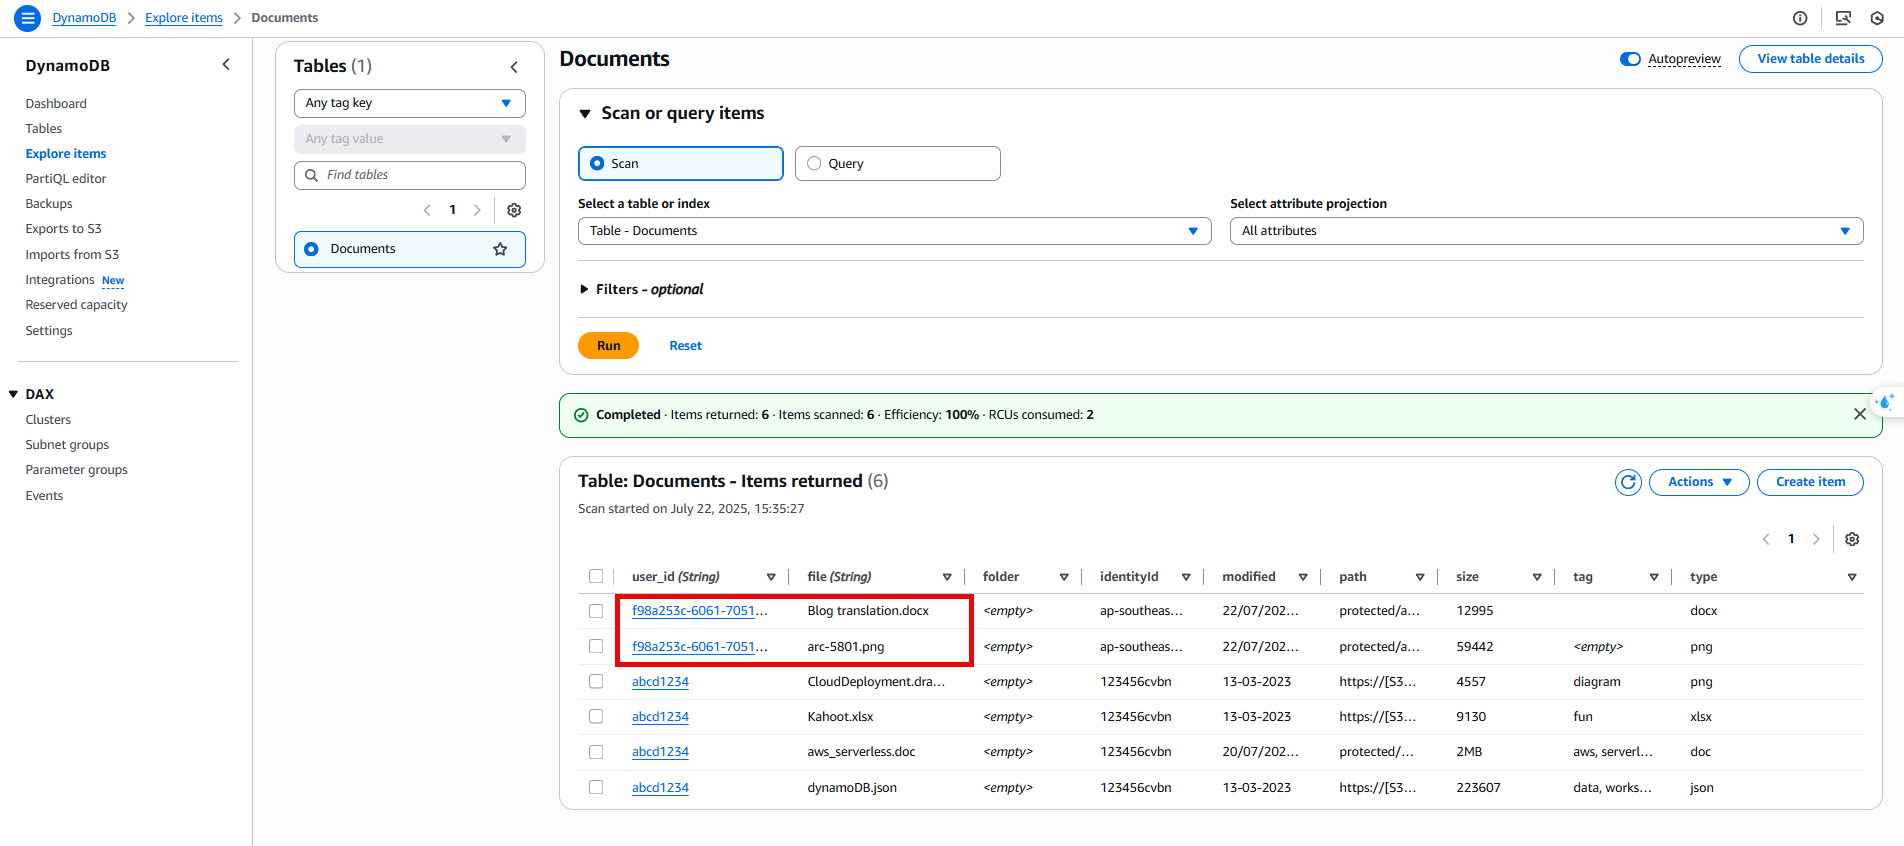 DynamoDB > Explore items > Documents
DynamoDB
Dashboard
Tables
Explore items
PartiQL editor
Backups
Exports to S3
Imports from S3
Integrations New
Reserved capacity
Settings
DAX
Clusters
Subnet groups
Parameter groups
Events
Tables (1)
Any tag key
Any tag value
Find tables
1
Documents
Documents
Autopreview
View table details
Scan or query items
Scan
Query
Select a table or index
Select attribute projection
Table - Documents
All attributes
Filters - optional
Run
Reset
Completed · Items returned: 6 · Items scanned: 6 · Efficiency: 100% · RCUs consumed: 2
Table: Documents - Items returned (6)
Actions
Create item
Scan started on July 22, 2025, 15:35:27
1
user_id (String) file (String) folder identityId modified path size tag type
f98a253c-6061-7051... Blog translation.docx <empty> ap-southeas... 22/07/202... protected/a... 12995 docx
f98a253c-6061-7051... arc-5801.png <empty> ap-southeas... 22/07/202... protected/a... 59442 <empty> png
abcd1234 CloudDeployment.dra... <empty> 123456cvbn 13-03-2023 https://[S3... 4557 diagram png
abcd1234 Kahoot.xlsx <empty> 123456cvbn 13-03-2023 https://[S3... 9130 fun xlsx
abcd1234 aws_serverless.doc <empty> 123456cvbn 20/07/202... protected/... 2MB aws, serverl... doc
abcd1234 dynamoDB.json <empty> 123456cvbn 13-03-2023 https://[S3... 223607 data, works... json